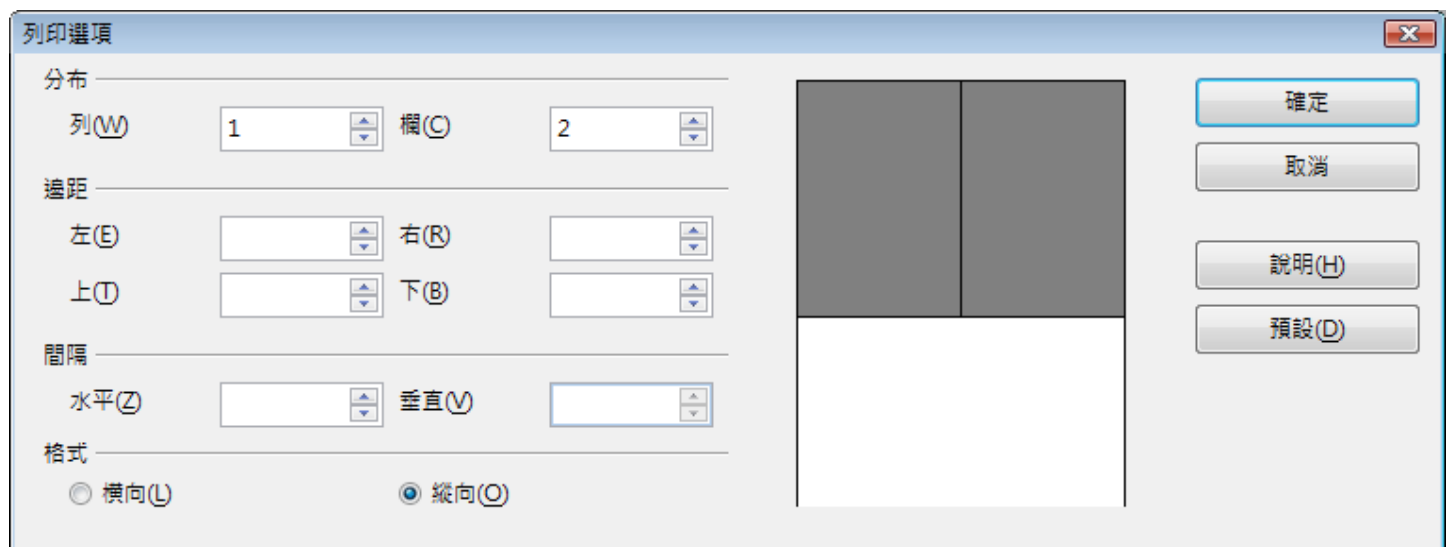 列印選項
分布
列(W) 1 欄(C) 2
邊距
左(E) 右(R)
上(T) 下(B)
間隔
水平(Z) 垂直(V)
格式
橫向(L) 縱向(O)
確定
取消
說明(H)
預設(D)